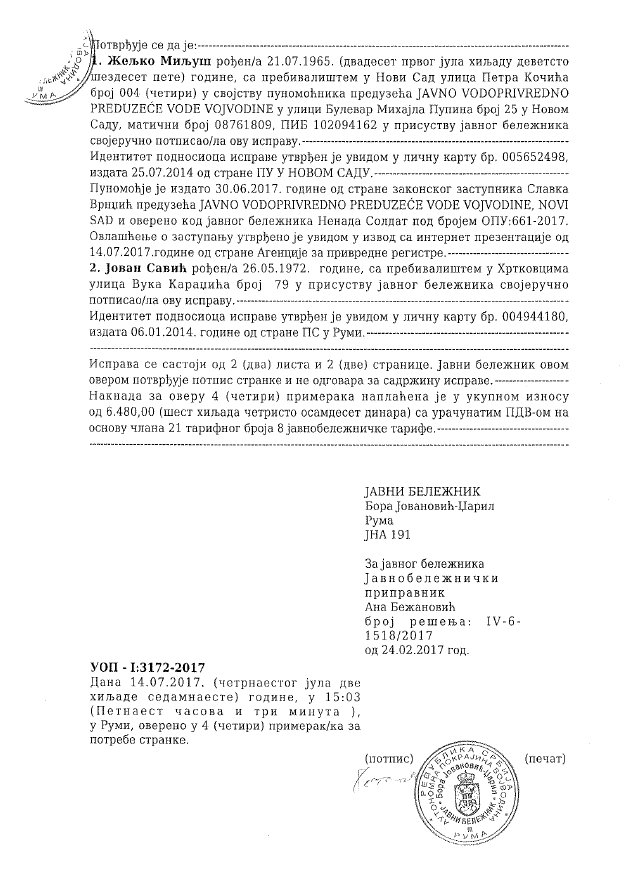 Потврђује се да је:
1. Жељко Миљуш рођен/а 21.07.1965. (двадесет првог јула хиљаду деветсто
шездесет пете) године, са пребивалиштем у Нови Сад улица Петра Кочића
број 004 (четири) у својству пуномоћника предузећа JAVNO VODOPRIVREDNO
PREDUZEĆE VODE VOJVODINE у улици Булевар Михајла Пупина број 25 у Новом
Саду, матични број 08761809, ПИБ 102094162 у присуству јавног бележника
својеручно потписао/ла ову исправу.
Идентитет подносиоца исправе утврђен је увидом у личну карту бр. 005652498,
издата 25.07.2014 од стране ПУ У НОВОМ САДУ.
Пуномоћје је издато 30.06.2017. године од стране законског заступника Славка
Врнџић предузећа JAVNO VODOPRIVREDNO PREDUZEĆE VODE VOJVODINE, NOVI
SAD и оверено код јавног бележника Ненада Солдат под бројем ОПУ:661-2017.
Овлашћење о заступању утврђено је увидом у извод са интернет презентације од
14.07.2017.године од стране Агенције за привредне регистре.
2. Јован Савић рођен/а 26.05.1972. године, са пребивалиштем у Хртковцима
улица Вука Караџића број 79 у присуству јавног бележника својеручно
потписао/ла ову исправу.
Идентитет подносиоца исправе утврђен је увидом у личну карту бр. 004944180,
издата 06.01.2014. године од стране ПС у Руми.
Исправа се састоји од 2 (два) листа и 2 (две) странице. Јавни бележник овом
овером потврђује потпис странке и не одговара за садржину исправе.
Накнада за оверу 4 (четири) примерака наплаћена је у укупном износу
од 6.480,00 (шест хиљада четристо осамдесет динара) са урачунатим ПДВ-ом на
основу члана 21 тарифног броја 8 јавнобележничке тарифе.
ЈАВНИ БЕЛЕЖНИК
Бора Јовановић-Џарил
Рума
ЈНА 191
За јавног бележника
Јавнобележнички
приправник
Ана Бежановић
број решења: IV-6-
1518/2017
од 24.02.2017 год.
УОП - I:3172-2017
Дана 14.07.2017. (четрнаестог јула две
хиљаде седамнаесте) године, у 15:03
(Петнаест часова и три минута ),
у Руми, оверено у 4 (четири) примерак/ка за
потребе странке.
(потпис)
(печат)
РЕПУБЛИКА СРБИЈА
АУТОНОМНА ПОКРАЈИНА ВОЈВОДИНА
Бора Јовановић-Џарил
ЈАВНИ БЕЛЕЖНИК
III
РУМА